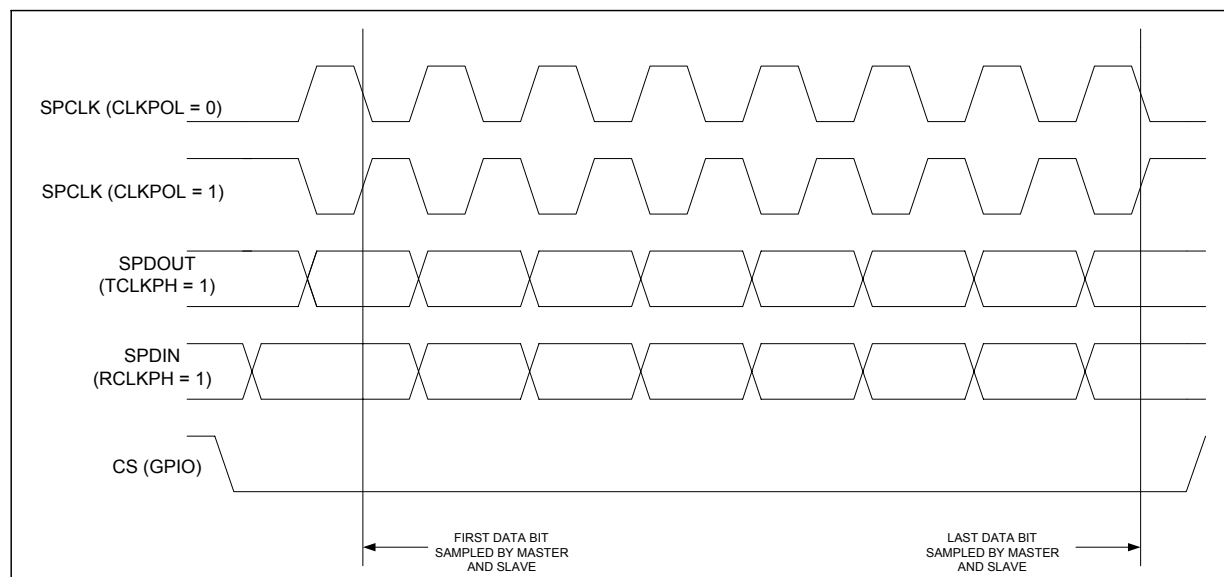 SPCLK (CLKPOL = 0)
SPCLK (CLKPOL = 1)
SPDOUT
(TCLKPH = 1)
SPDIN
(RCLKPH = 1)
CS (GPIO)
FIRST DATA BIT
SAMPLED BY MASTER
AND SLAVE
LAST DATA BIT
SAMPLED BY MASTER
AND SLAVE